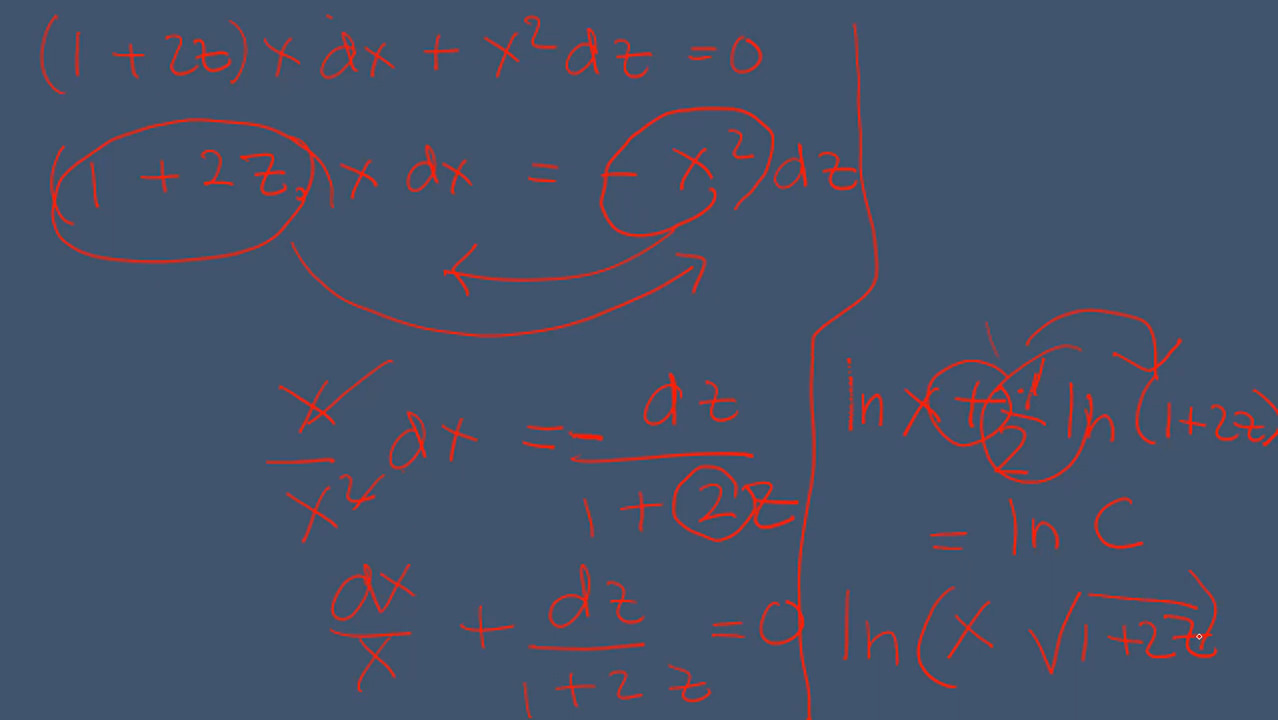 (1 + 2z) x dx + x² dz = 0
(1 + 2z) x dx = - x² dz
x/x² dx = - dz/(1 + 2z)
dx/x + dz/(1 + 2z) = 0
ln x + 1/2 ln (1+2z)
= ln C
ln (x √(1+2z))